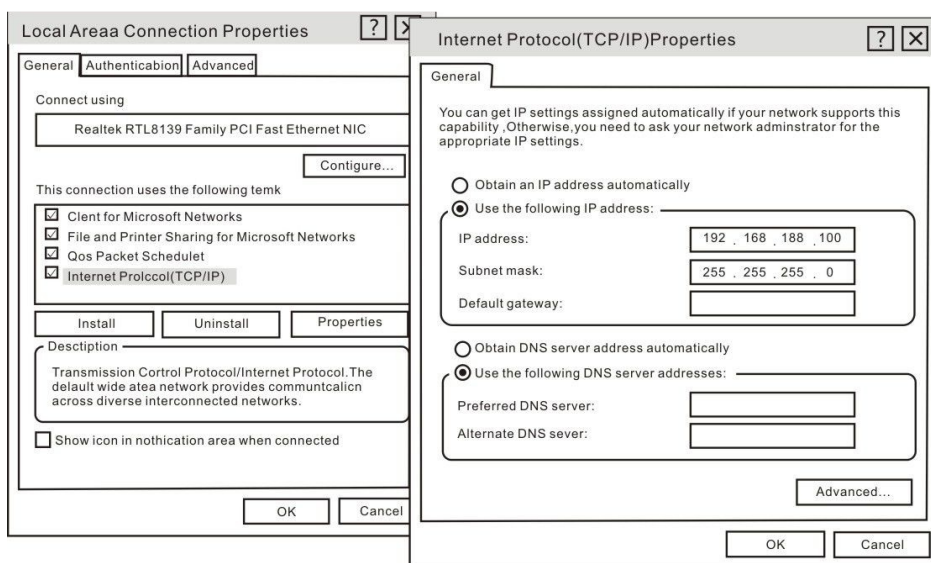 Local Areaa Connection Properties
?
General Authenticabion Advanced
Connect using
Realtek RTL8139 Family PCI Fast Ethernet NIC
Contigure...
This connection uses the following temk
Clent for Microsoft Networks
File and Printer Sharing for Microsoft Networks
Qos Packet Schedulet
Internet Prolccol(TCP/IP)
Install Uninstall Properties
Desctiption
Transmission Cortrol Protocol/Internet Protocol.The
delault wide atea network provides communtcalicn
across diverse interconnected networks.
Show icon in nothication area when connected
OK Cancel
Internet Protocol(TCP/IP)Properties
?
General
You can get IP settings assigned automatically if your network supports this
capability ,Otherwise,you need to ask your network adminstrator for the
appropriate IP settings.
Obtain an IP address automatically
Use the following IP address:
IP address: 192 . 168 . 188 . 100
Subnet mask: 255 . 255 . 255 . 0
Default gateway:
Obtain DNS server address automatically
Use the following DNS server addresses:
Preferred DNS server:
Alternate DNS sever:
Advanced...
OK Cancel